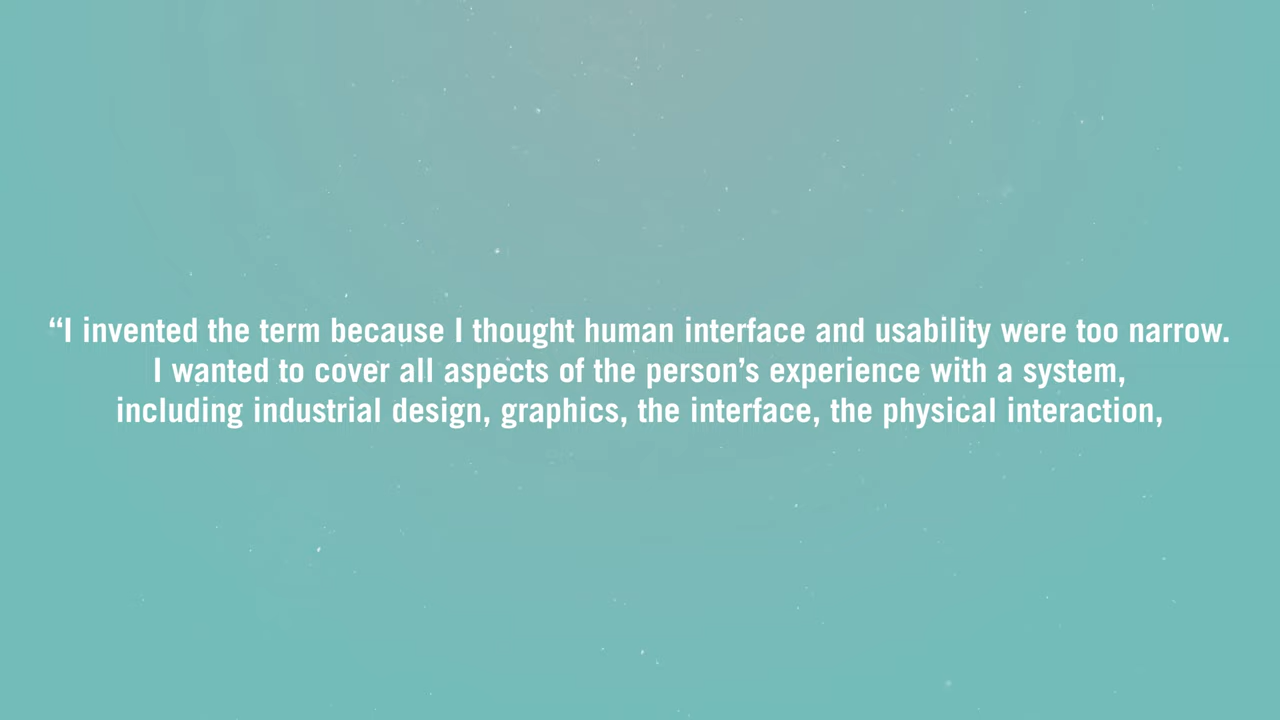 “I invented the term because I thought human interface and usability were too narrow.
I wanted to cover all aspects of the person’s experience with a system,
including industrial design, graphics, the interface, the physical interaction,